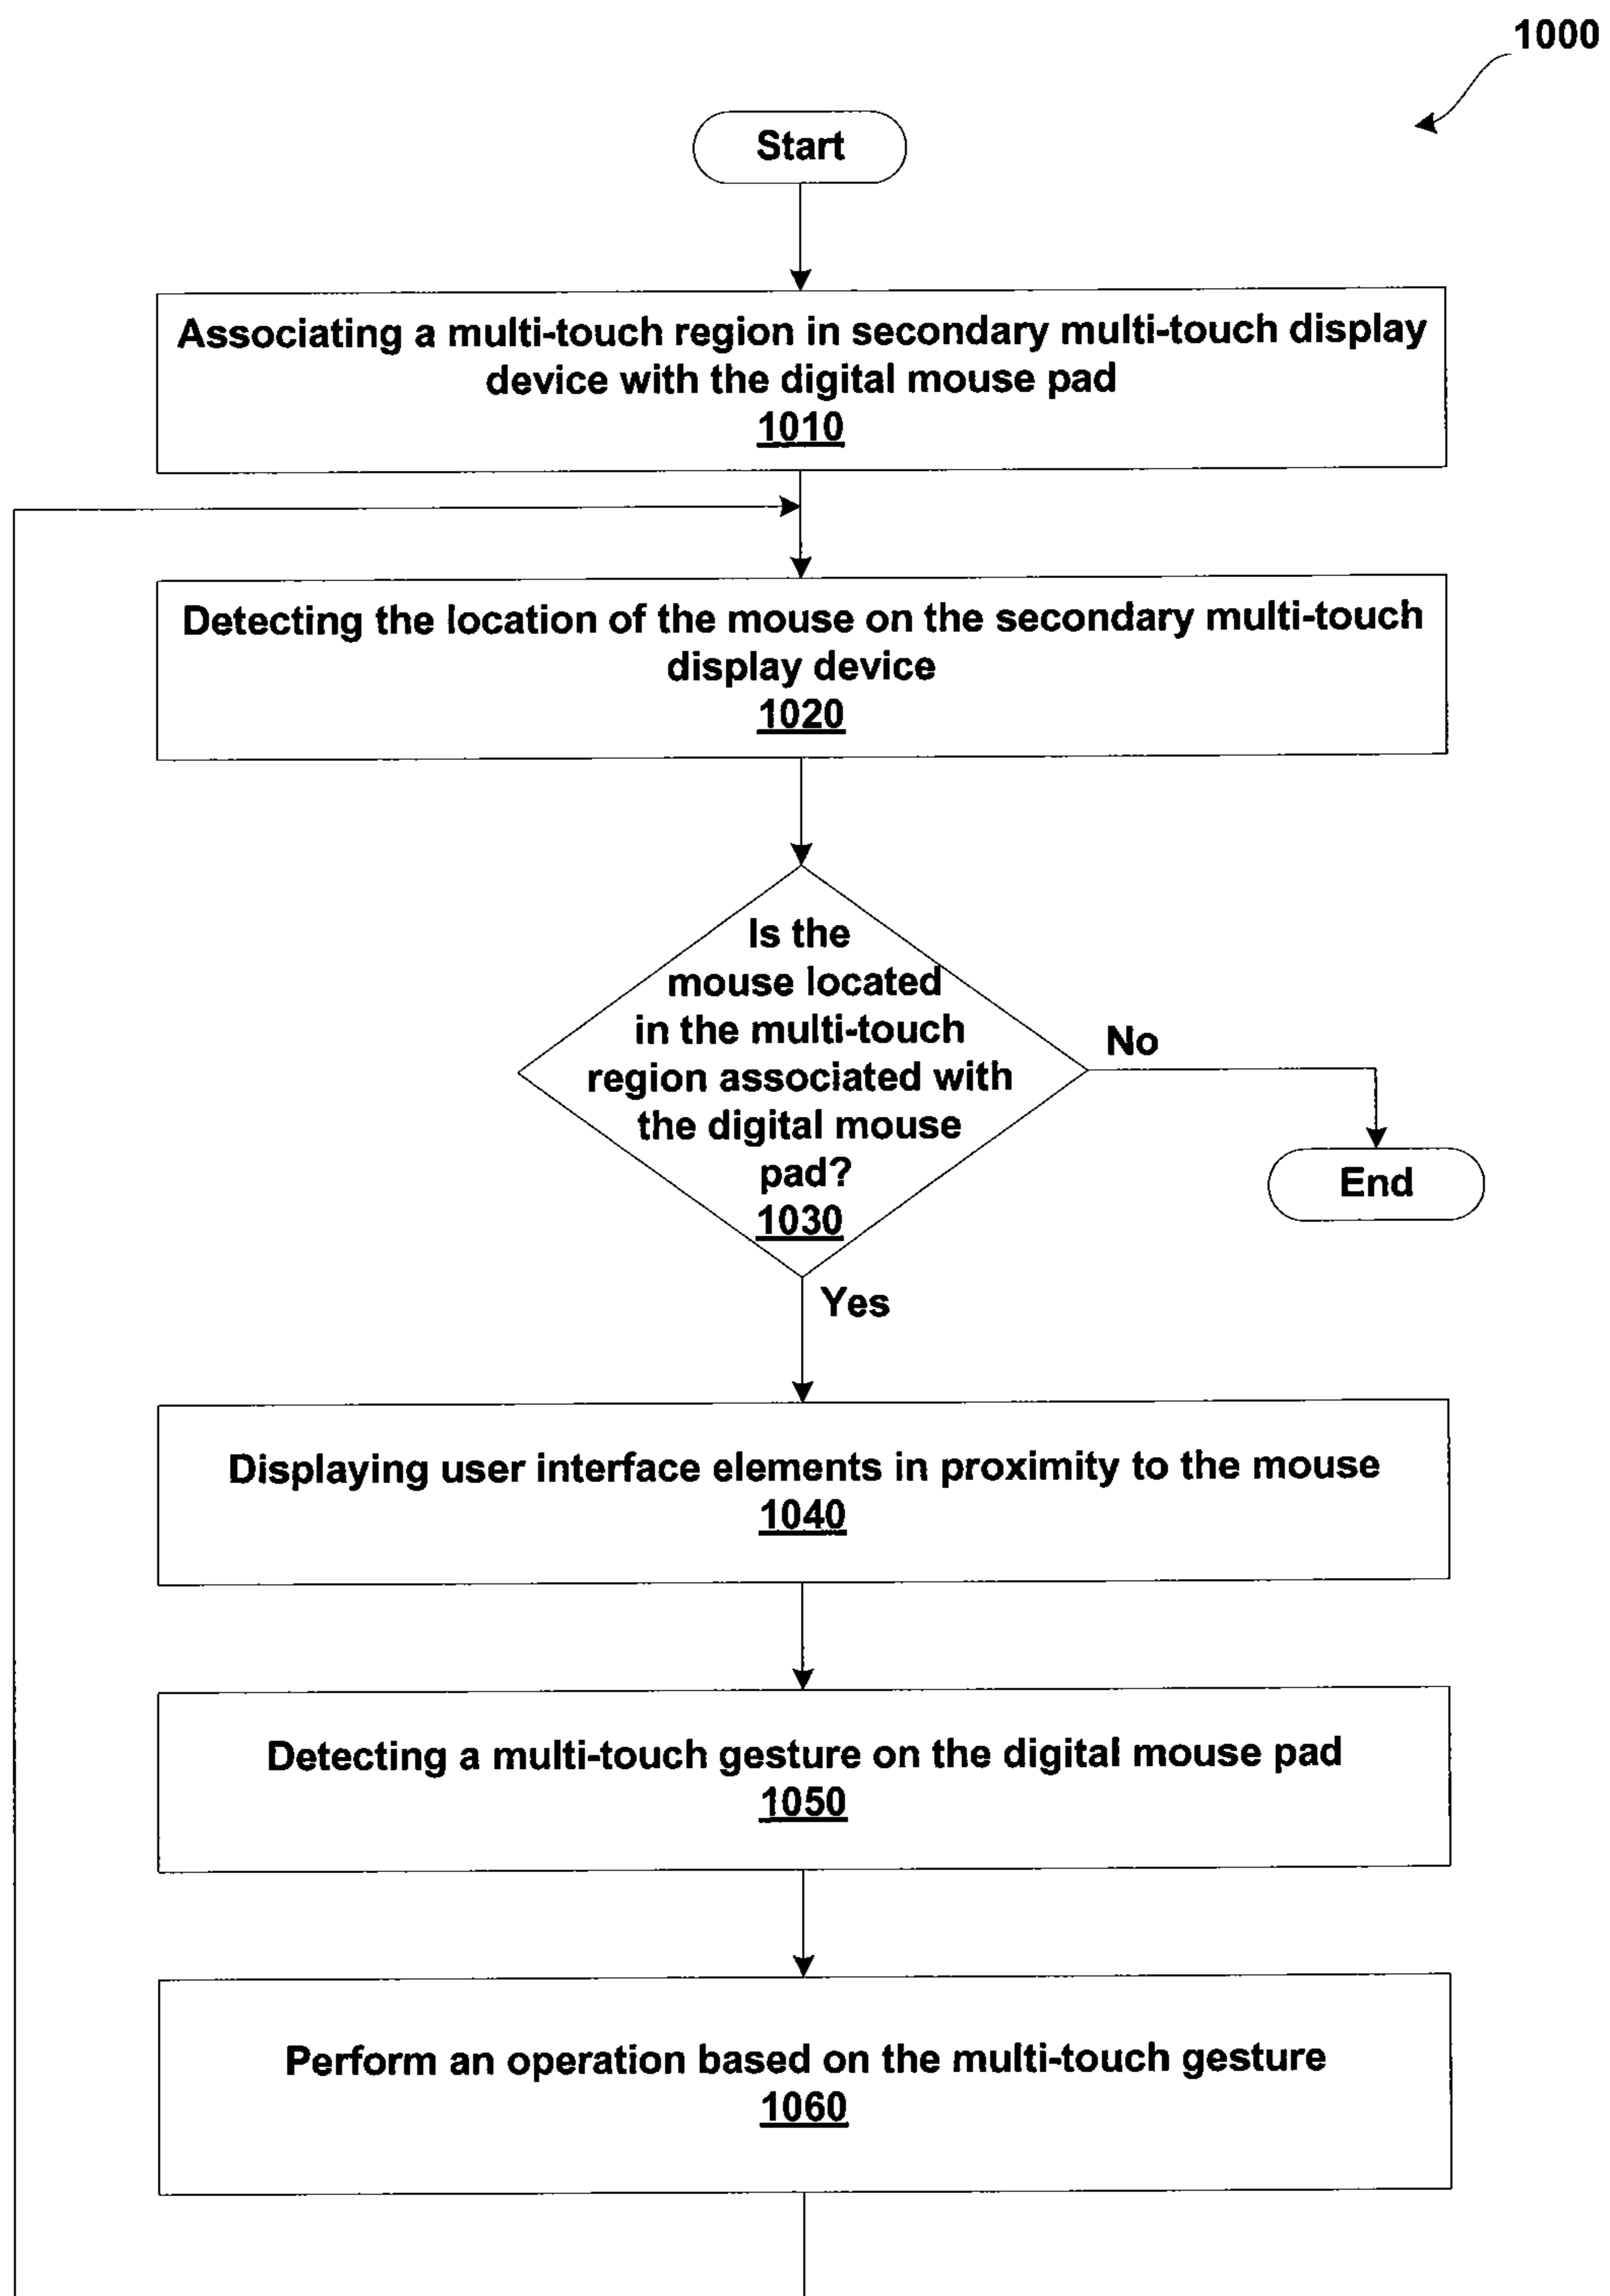 1000
Start
Associating a multi-touch region in secondary multi-touch display
device with the digital mouse pad
1010
Detecting the location of the mouse on the secondary multi-touch
display device
1020
Is the
mouse located
in the multi-touch
region associated with
the digital mouse
pad?
1030
No
End
Yes
Displaying user interface elements in proximity to the mouse
1040
Detecting a multi-touch gesture on the digital mouse pad
1050
Perform an operation based on the multi-touch gesture
1060